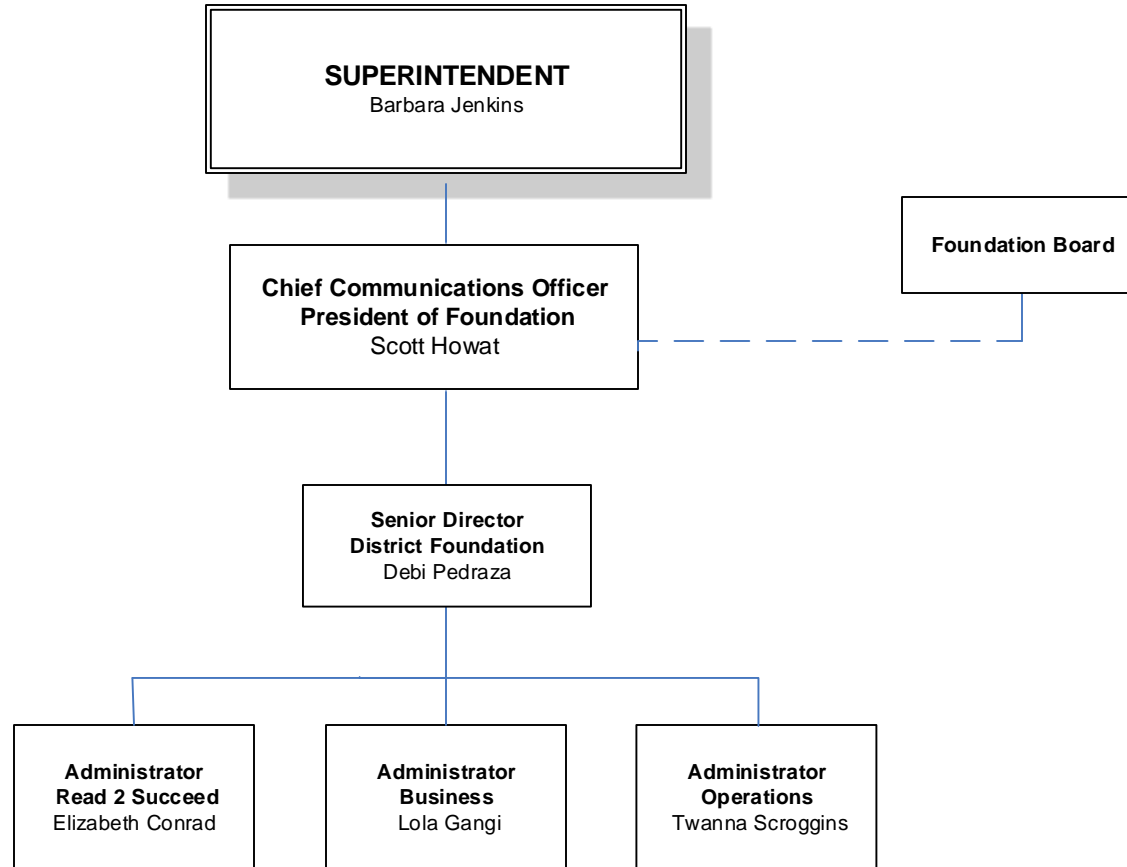 SUPERINTENDENT
Barbara Jenkins
Foundation Board
Chief Communications Officer
President of Foundation
Scott Howat
Senior Director
District Foundation
Debi Pedraza
Administrator
Read 2 Succeed
Elizabeth Conrad
Administrator
Business
Lola Gangi
Administrator
Operations
Twanna Scroggins